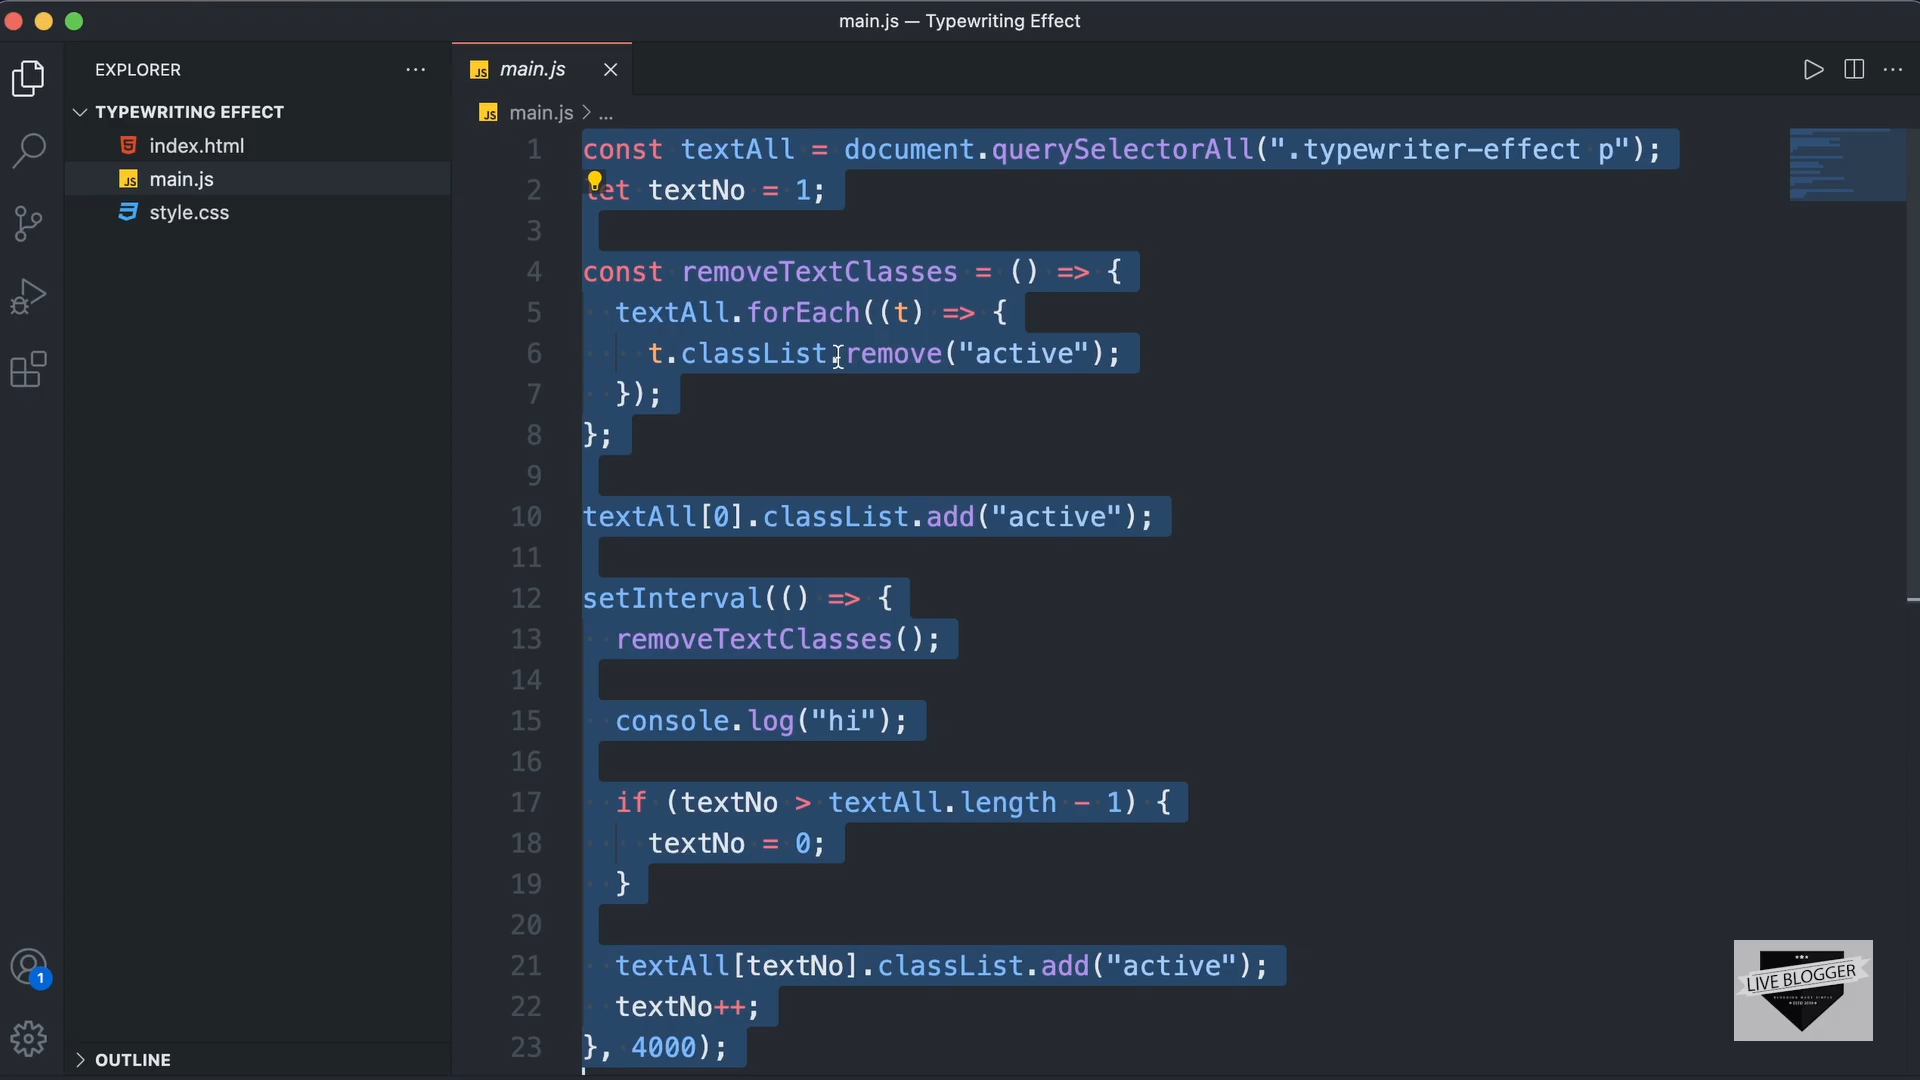 main.js — Typewriting Effect
EXPLORER
TYPEWRITING EFFECT
index.html
JS main.js
style.css
OUTLINE
1
JS main.js
JS main.js > ...
1 const textAll = document.querySelectorAll(".typewriter-effect p");
2 let textNo = 1;
3
4 const removeTextClasses = () => {
5 textAll.forEach((t) => {
6 t.classList.remove("active");
7 });
8 };
9
10 textAll[0].classList.add("active");
11
12 setInterval(() => {
13 removeTextClasses();
14
15 console.log("hi");
16
17 if (textNo > textAll.length - 1) {
18 textNo = 0;
19 }
20
21 textAll[textNo].classList.add("active");
22 textNo++;
23 }, 4000);
LIVE BLOGGER